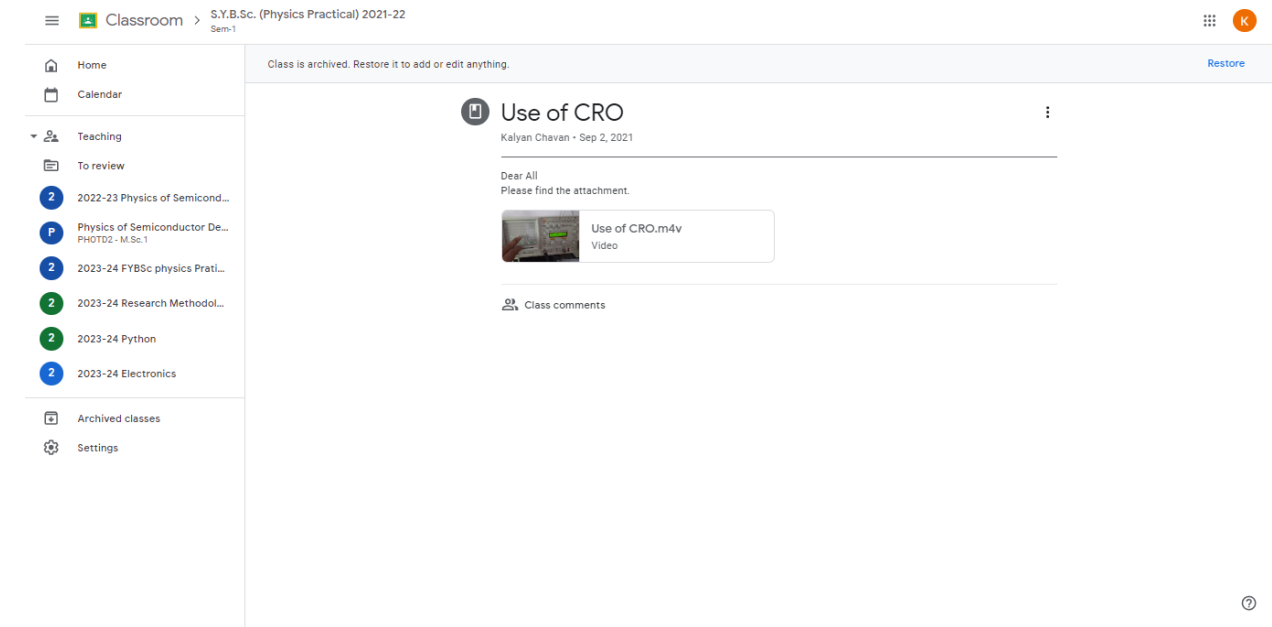 Classroom
S.Y.B.Sc. (Physics Practical) 2021-22
Sem-1
K
Home
Calendar
Teaching
To review
2
2022-23 Physics of Semicond...
P
Physics of Semiconductor De...
PHOTD2 - M.Sc.1
2
2023-24 FYBSc physics Prati...
2
2023-24 Research Methodol...
2
2023-24 Python
2
2023-24 Electronics
Archived classes
Settings
Class is archived. Restore it to add or edit anything.
Restore
Use of CRO
Kalyan Chavan • Sep 2, 2021
Dear All
Please find the attachment.
Use of CRO.m4v
Video
Class comments